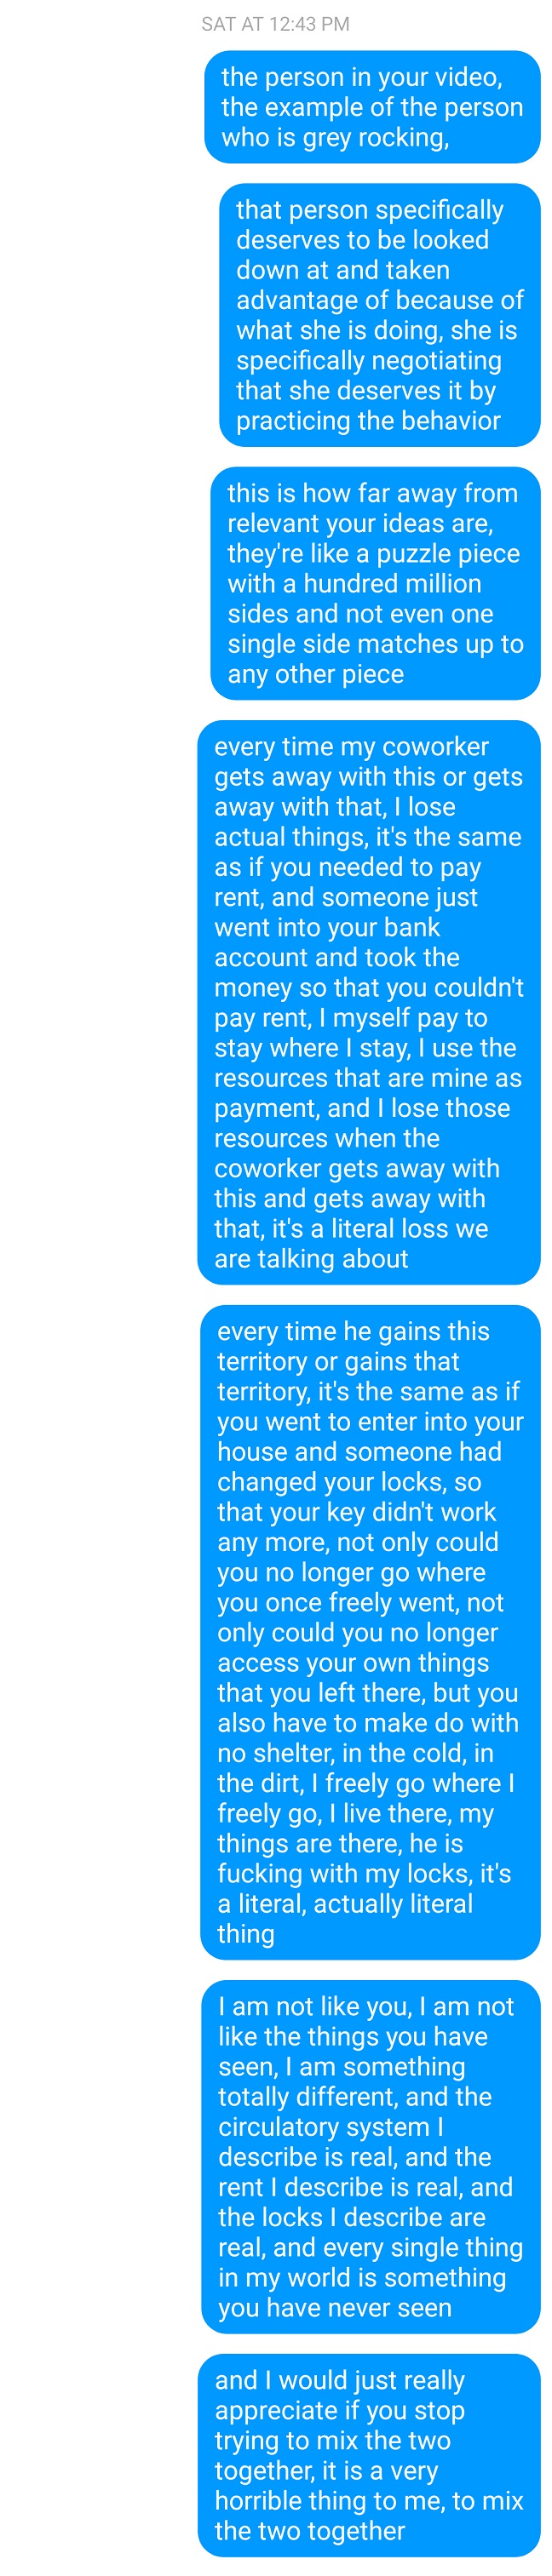 SAT AT 12:43 PM
the person in your video,
the example of the person
who is grey rocking,
that person specifically
deserves to be looked
down at and taken
advantage of because of
what she is doing, she is
specifically negotiating
that she deserves it by
practicing the behavior
this is how far away from
relevant your ideas are,
they're like a puzzle piece
with a hundred million
sides and not even one
single side matches up to
any other piece
every time my coworker
gets away with this or gets
away with that, I lose
actual things, it's the same
as if you needed to pay
rent, and someone just
went into your bank
account and took the
money so that you couldn't
pay rent, I myself pay to
stay where I stay, I use the
resources that are mine as
payment, and I lose those
resources when the
coworker gets away with
this and gets away with
that, it's a literal loss we
are talking about
every time he gains this
territory or gains that
territory, it's the same as if
you went to enter into your
house and someone had
changed your locks, so
that your key didn't work
any more, not only could
you no longer go where
you once freely went, not
only could you no longer
access your own things
that you left there, but you
also have to make do with
no shelter, in the cold, in
the dirt, I freely go where I
freely go, I live there, my
things are there, he is
fucking with my locks, it's
a literal, actually literal
thing
I am not like you, I am not
like the things you have
seen, I am something
totally different, and the
circulatory system I
describe is real, and the
rent I describe is real, and
the locks I describe are
real, and every single thing
in my world is something
you have never seen
and I would just really
appreciate if you stop
trying to mix the two
together, it is a very
horrible thing to me, to mix
the two together